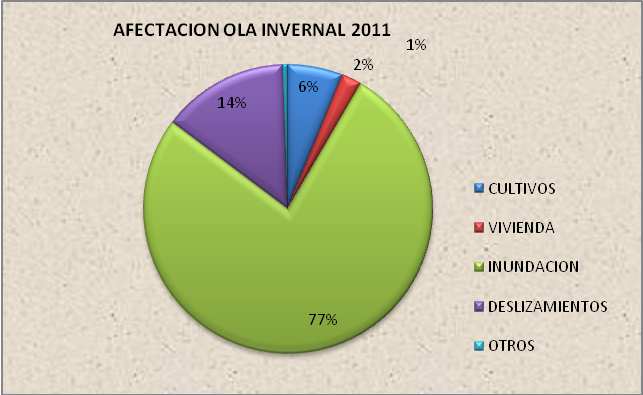 AFECTACION OLA INVERNAL 2011
1%
2%
6%
14%
77%
CULTIVOS
VIVIENDA
INUNDACION
DESLIZAMIENTOS
OTROS